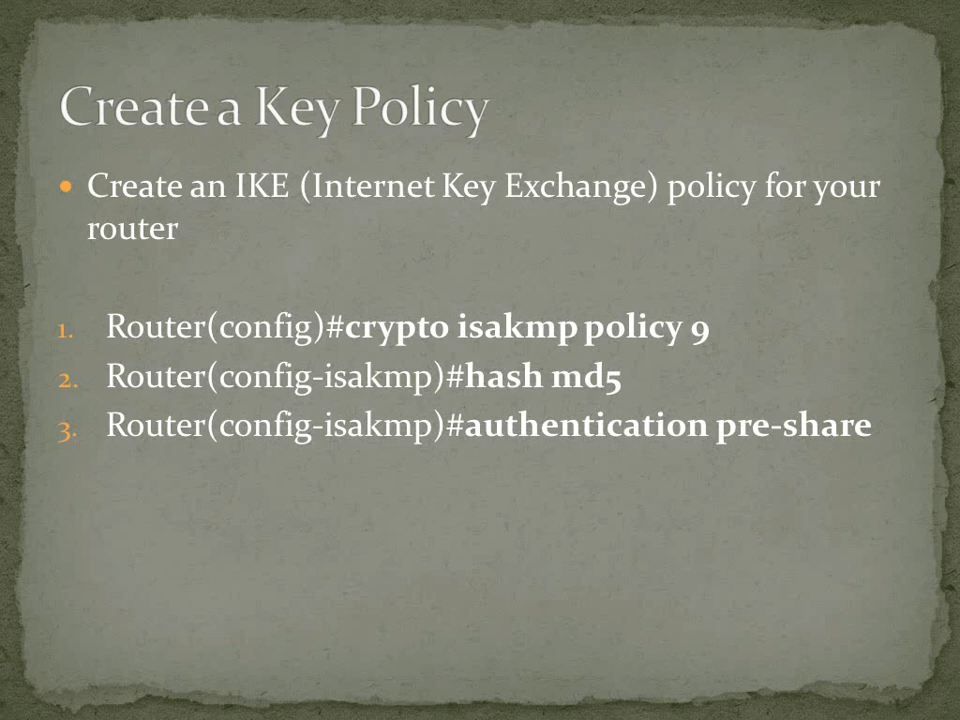 Create a Key Policy
• Create an IKE (Internet Key Exchange) policy for your
router
1. Router(config)#crypto isakmp policy 9
2. Router(config-isakmp)#hash md5
3. Router(config-isakmp)#authentication pre-share